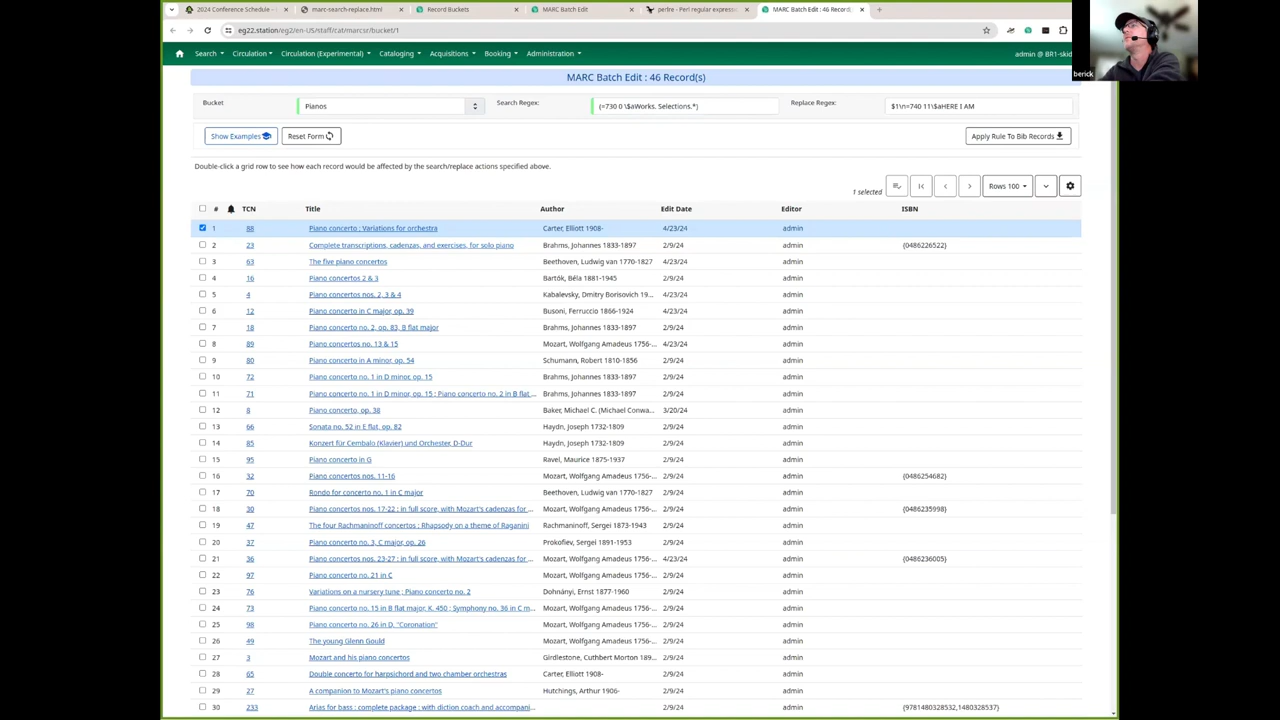 2024 Conference Schedule -
marc-search-replace.html
Record Buckets
MARC Batch Edit
perlre - Perl regular express
MARC Batch Edit : 46 Record
eg22.station/eg2/en-US/staff/cat/marcsr/bucket/1
Search
Circulation
Circulation (Experimental)
Cataloging
Acquisitions
Booking
Administration
admin @ BR1-skid
berick
MARC Batch Edit : 46 Record(s)
Bucket
Pianos
Search Regex:
(=730 0 \$aWorks. Selections.*)
Replace Regex:
$1\n=740 11\$aHERE I AM
Show Examples
Reset Form
Apply Rule To Bib Records
Double-click a grid row to see how each record would be affected by the search/replace actions specified above.
1 selected
Rows 100
# TCN Title Author Edit Date Editor ISBN
1 88 Piano concerto ; Variations for orchestra Carter, Elliott 1908- 4/23/24 admin
2 23 Complete transcriptions, cadenzas, and exercises, for solo piano Brahms, Johannes 1833-1897 2/9/24 admin {0486226522}
3 63 The five piano concertos Beethoven, Ludwig van 1770-1827 4/23/24 admin
4 16 Piano concertos 2 & 3 Bartók, Béla 1881-1945 2/9/24 admin
5 4 Piano concertos nos. 2, 3 & 4 Kabalevsky, Dmitry Borisovich 19... 4/23/24 admin
6 12 Piano concerto in C major, op. 39 Busoni, Ferruccio 1866-1924 4/23/24 admin
7 18 Piano concerto no. 2, op. 83, B flat major Brahms, Johannes 1833-1897 2/9/24 admin
8 89 Piano concertos no. 13 & 15 Mozart, Wolfgang Amadeus 1756-... 4/23/24 admin
9 80 Piano concerto in A minor, op. 54 Schumann, Robert 1810-1856 2/9/24 admin
10 72 Piano concerto no. 1 in D minor, op. 15 Brahms, Johannes 1833-1897 2/9/24 admin
11 71 Piano concerto no. 1 in D minor, op. 15 ; Piano concerto no. 2 in B flat ... Brahms, Johannes 1833-1897 2/9/24 admin
12 8 Piano concerto, op. 38 Baker, Michael C. (Michael Conwa... 3/20/24 admin
13 66 Sonata no. 52 in E flat, op. 82 Haydn, Joseph 1732-1809 2/9/24 admin
14 85 Konzert für Cembalo (Klavier) und Orchester, D-Dur Haydn, Joseph 1732-1809 2/9/24 admin
15 95 Piano concerto in G Ravel, Maurice 1875-1937 2/9/24 admin
16 32 Piano concertos nos. 11-16 Mozart, Wolfgang Amadeus 1756-... 2/9/24 admin {0486254682}
17 70 Rondo for concerto no. 1 in C major Beethoven, Ludwig van 1770-1827 2/9/24 admin
18 30 Piano concertos nos. 17-22 : in full score, with Mozart's cadenzas for ... Mozart, Wolfgang Amadeus 1756-... 2/9/24 admin {0486235998}
19 47 The four Rachmaninoff concertos ; Rhapsody on a theme of Raganini Rachmaninoff, Sergei 1873-1943 2/9/24 admin
20 37 Piano concerto no. 3, C major, op. 26 Prokofiev, Sergei 1891-1953 2/9/24 admin
21 36 Piano concertos nos. 23-27 : in full score, with Mozart's cadenzas for ... Mozart, Wolfgang Amadeus 1756-... 4/23/24 admin {0486236005}
22 97 Piano concerto no. 21 in C Mozart, Wolfgang Amadeus 1756-... 2/9/24 admin
23 76 Variations on a nursery tune ; Piano concerto no. 2 Dohnányi, Ernst 1877-1960 2/9/24 admin
24 73 Piano concerto no. 15 in B flat major, K. 450 ; Symphony no. 36 in C m... Mozart, Wolfgang Amadeus 1756-... 2/9/24 admin
25 98 Piano concerto no. 26 in D, "Coronation" Mozart, Wolfgang Amadeus 1756-... 2/9/24 admin
26 49 The young Glenn Gould Mozart, Wolfgang Amadeus 1756-... 2/9/24 admin
27 3 Mozart and his piano concertos Girdlestone, Cuthbert Morton 189... 2/9/24 admin
28 65 Double concerto for harpsichord and two chamber orchestras Carter, Elliott 1908- 2/9/24 admin
29 27 A companion to Mozart's piano concertos Hutchings, Arthur 1906- 2/9/24 admin
30 233 Arias for bass : complete package : with diction coach and accompani... 2/9/24 admin {9781480328532,1480328537}